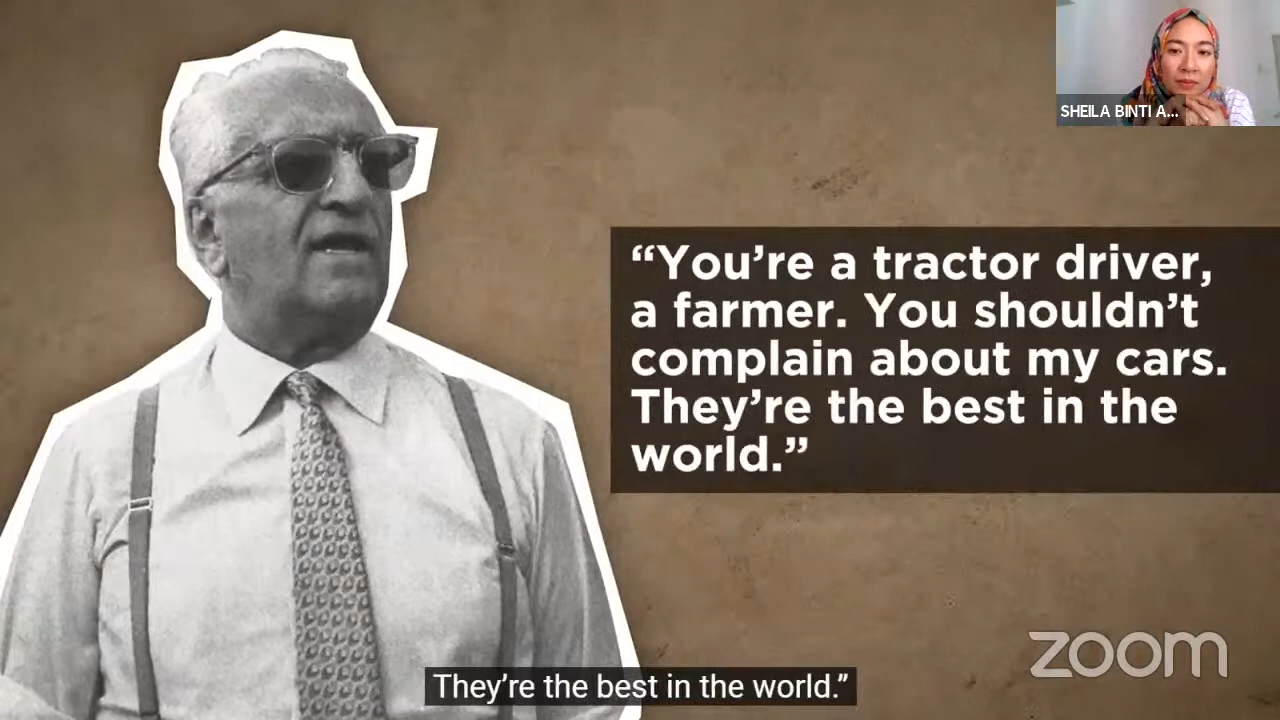 SHEILA BINTI A...
“You’re a tractor driver,
a farmer. You shouldn’t
complain about my cars.
They’re the best in the
world.”
zoom
They’re the best in the world.”